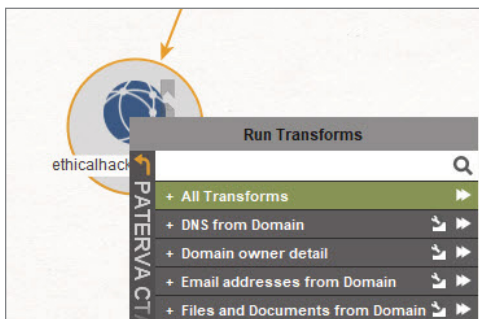 Run Transforms
ethicalhack
PATERVA CT
+ All Transforms
+ DNS from Domain
+ Domain owner detail
+ Email addresses from Domain
+ Files and Documents from Domain